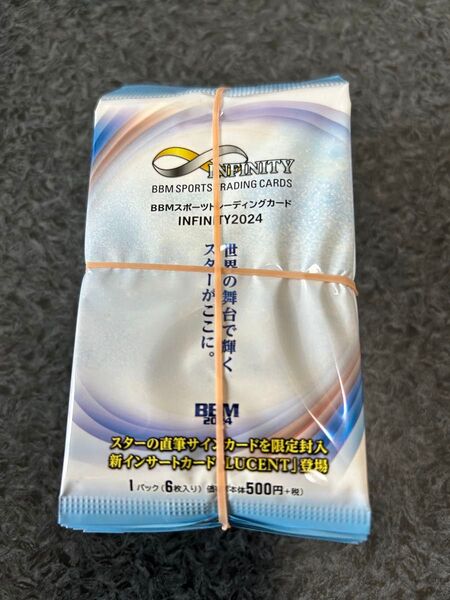 INFINITY
BBM SPORTS TRADING CARDS
BBMスポーツトレーディングカード
INFINITY2024
世界の舞台で輝く
スターがここに。
BBM
2024
スターの直筆サインカードを限定封入
新インサートカード「LUCENT」登場
1パック(6枚入り) 価格 本体500円+税)